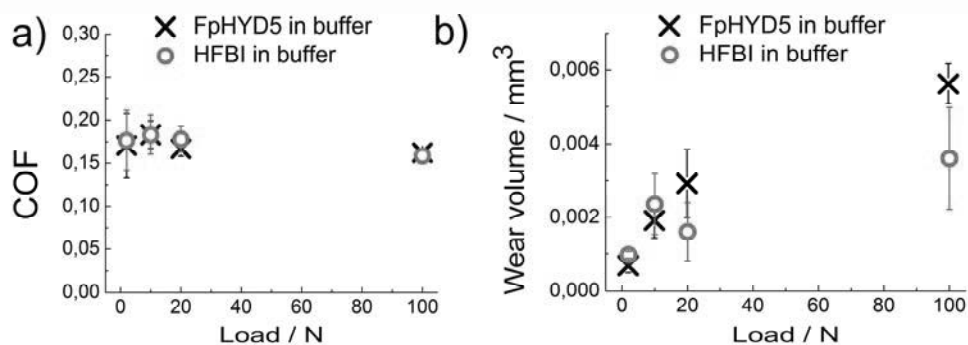 a)
× FpHYD5 in buffer
○ HFBI in buffer
COF
0,30
0,25
0,20
0,15
0,10
0,05
0,00
0 20 40 60 80 100
Load / N
b)
× FpHYD5 in buffer
○ HFBI in buffer
Wear volume / mm³
0,006
0,004
0,002
0,000
0 20 40 60 80 100
Load / N